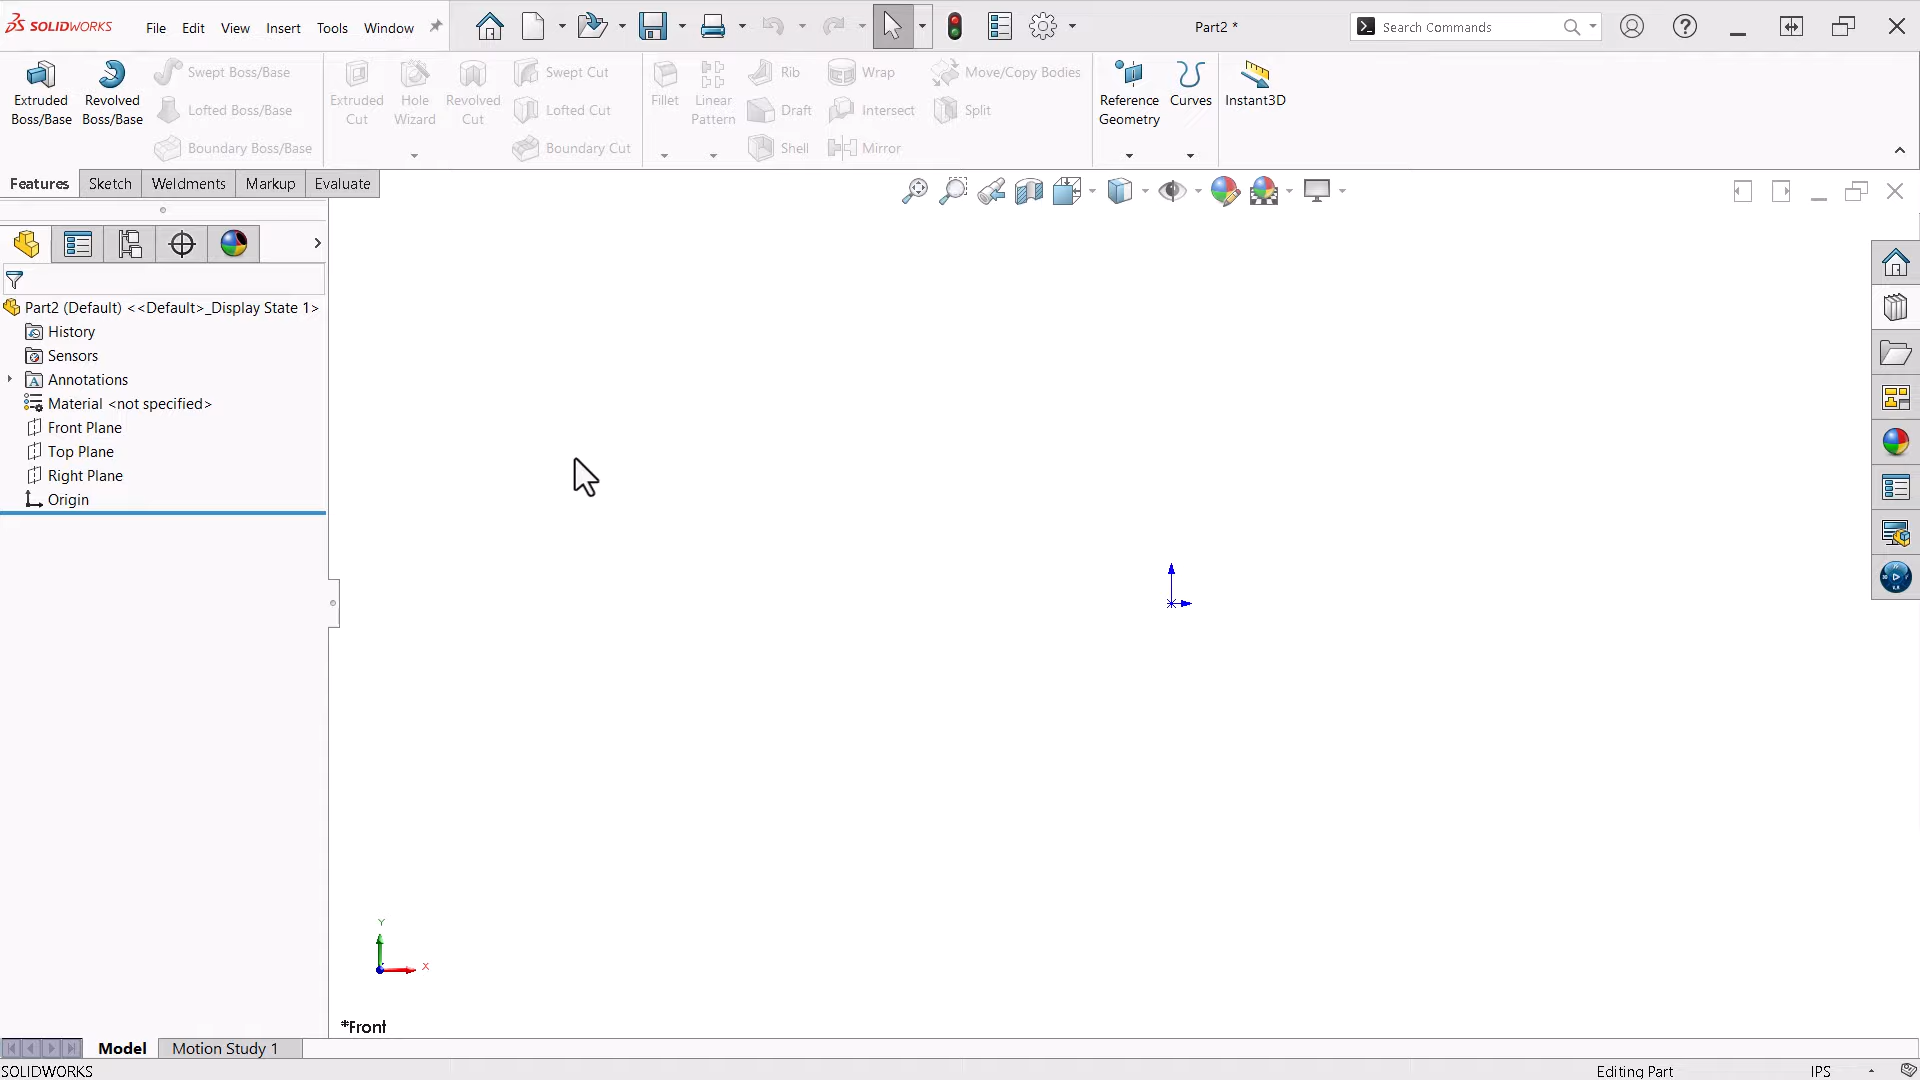 SOLIDWORKS File Edit View Insert Tools Window Part2 * Search Commands
Extruded Boss/Base
Revolved Boss/Base
Swept Boss/Base
Lofted Boss/Base
Boundary Boss/Base
Extruded Cut
Hole Wizard
Revolved Cut
Swept Cut
Lofted Cut
Boundary Cut
Fillet
Linear Pattern
Rib
Draft
Shell
Wrap
Intersect
Mirror
Move/Copy Bodies
Split
Reference Geometry
Curves
Instant3D
Features Sketch Weldments Markup Evaluate
Part2 (Default) <<Default>_Display State 1>
History
Sensors
Annotations
Material <not specified>
Front Plane
Top Plane
Right Plane
Origin
Y
X
*Front
Model Motion Study 1
SOLIDWORKS Editing Part IPS